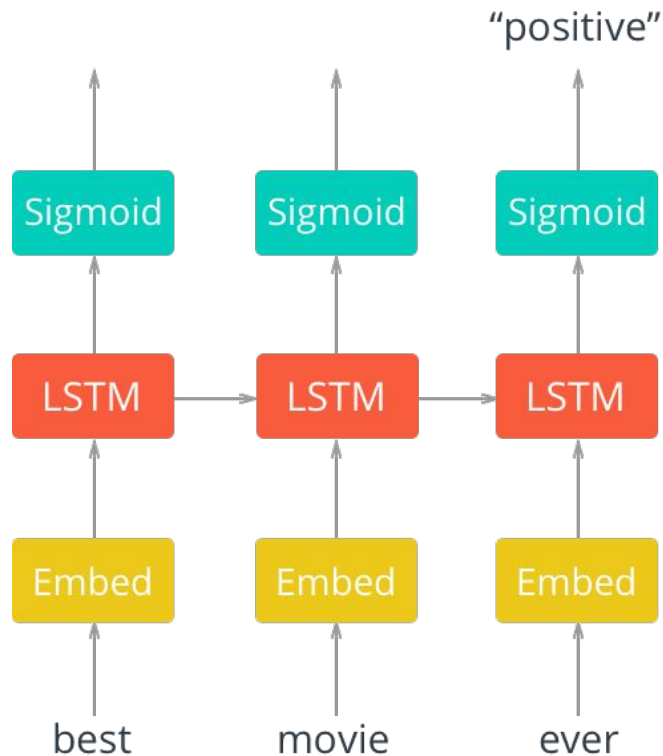 “positive”
Sigmoid Sigmoid Sigmoid
LSTM LSTM LSTM
Embed Embed Embed
best movie ever